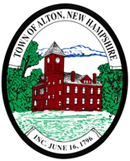 TOWN OF ALTON, NEW HAMPSHIRE
INC. JUNE 16, 1796